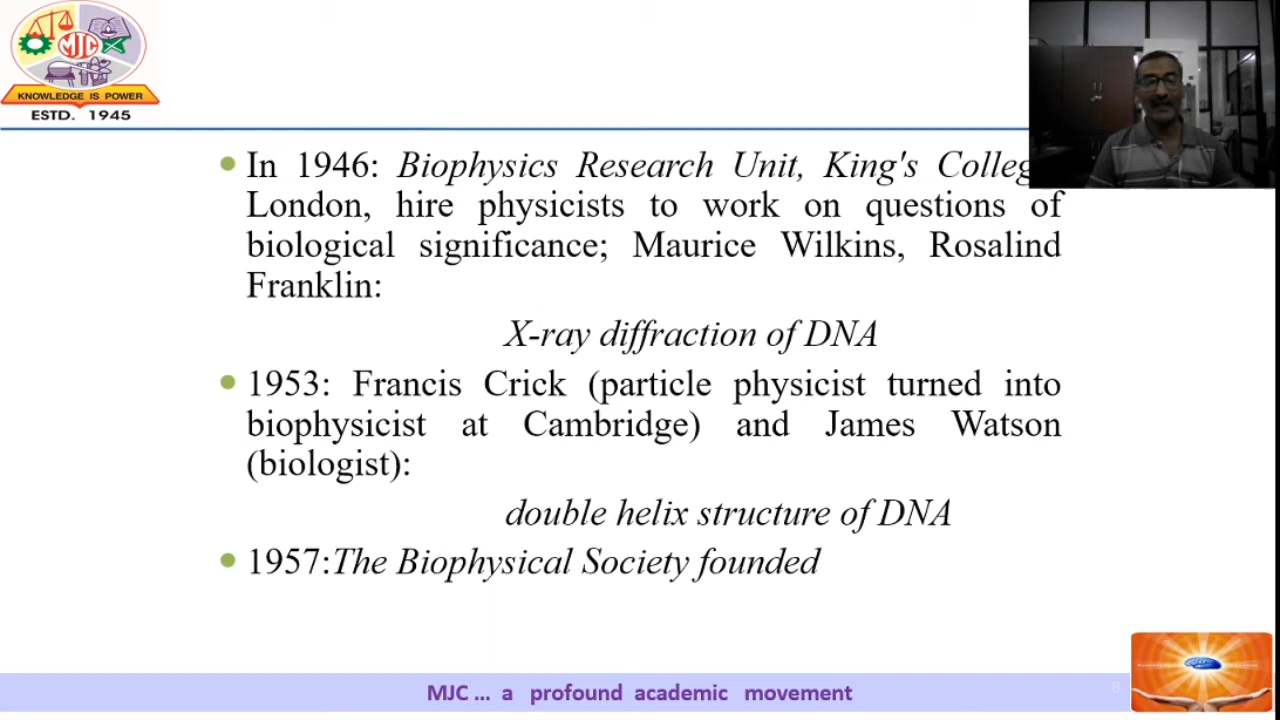 MJC
KNOWLEDGE IS POWER
ESTD. 1945
In 1946: Biophysics Research Unit, King's Colleg
London, hire physicists to work on questions of
biological significance; Maurice Wilkins, Rosalind
Franklin:
X-ray diffraction of DNA
1953: Francis Crick (particle physicist turned into
biophysicist at Cambridge) and James Watson
(biologist):
double helix structure of DNA
1957:The Biophysical Society founded
MJC ... a profound academic movement
8